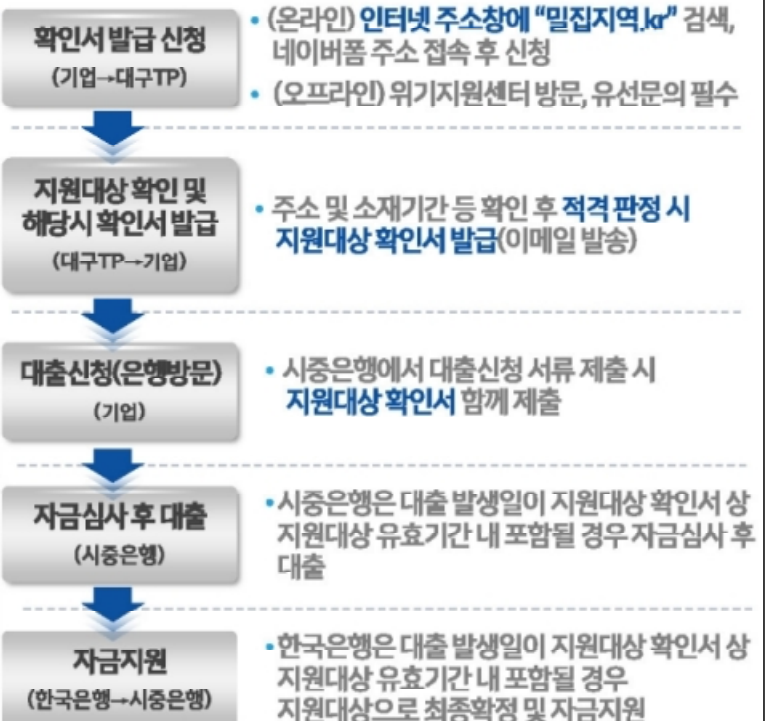 확인서 발급 신청
(기업→대구TP)
• (온라인) 인터넷 주소창에 “밀집지역.kr” 검색,
네이버폼 주소 접속 후 신청
• (오프라인) 위기지원센터 방문, 유선문의 필수
지원대상 확인 및
해당시 확인서 발급
(대구TP→기업)
• 주소 및 소재기간 등 확인 후 적격 판정 시
지원대상 확인서 발급(이메일 발송)
대출신청(은행방문)
(기업)
• 시중은행에서 대출신청 서류 제출 시
지원대상 확인서 함께 제출
자금심사 후 대출
(시중은행)
• 시중은행은 대출 발생일이 지원대상 확인서 상
지원대상 유효기간 내 포함될 경우 자금심사 후
대출
자금지원
(한국은행→시중은행)
• 한국은행은 대출 발생일이 지원대상 확인서 상
지원대상 유효기간 내 포함될 경우
지원대상으로 최종확정 및 자금지원